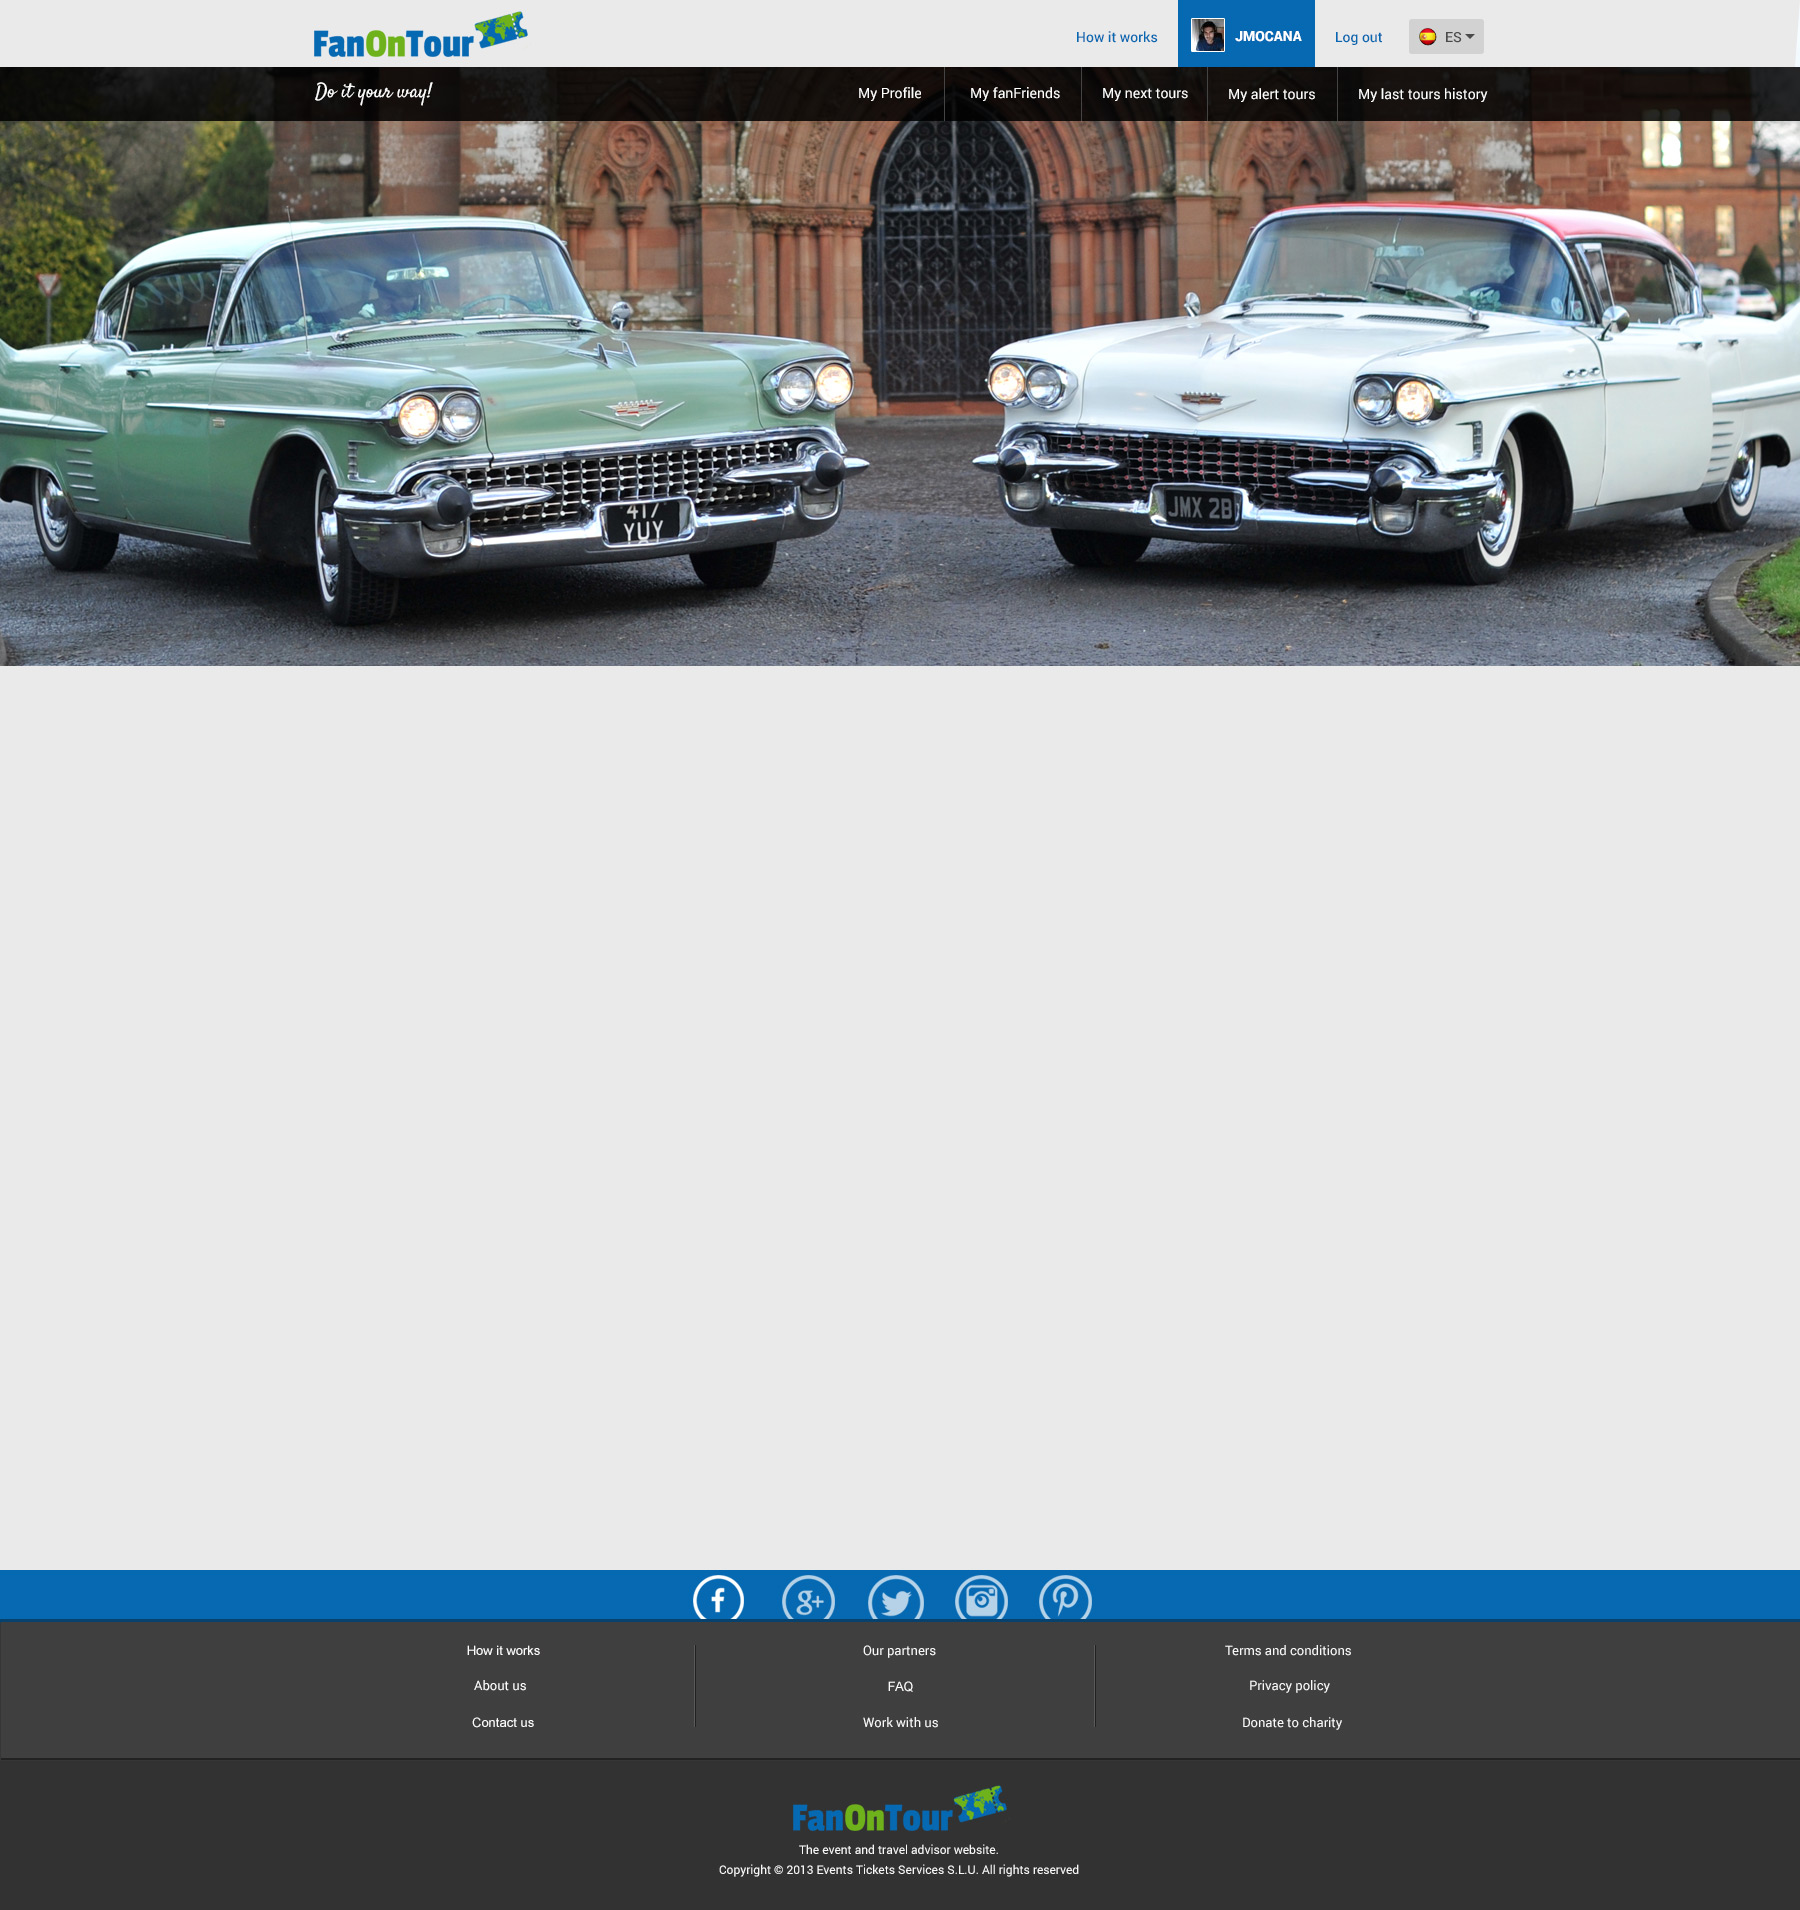 FanOnTour
How it works
JMOCANA
Log out
ES
Do it your way!
My Profile
My fanFriends
My next tours
My alert tours
My last tours history
417
YUY
JMX 2B
f
g+
How it works
Our partners
Terms and conditions
About us
FAQ
Privacy policy
Contact us
Work with us
Donate to charity
FanOnTour
The event and travel advisor website.
Copyright © 2013 Events Tickets Services S.L.U. All rights reserved